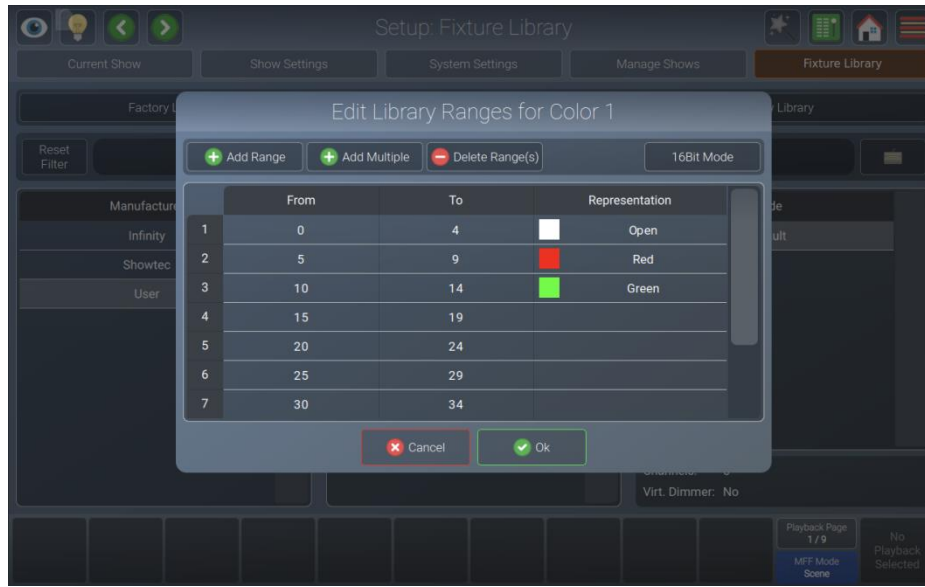 Setup: Fixture Library
Current Show Show Settings System Settings Manage Shows Fixture Library
Factory L Library
Edit Library Ranges for Color 1
Reset
Filter
Add Range Add Multiple Delete Range(s) 16Bit Mode
Manufacture From To Representation de
Infinity 1 0 4 Open ult
Showtec 2 5 9 Red
User 3 10 14 Green
4 15 19
5 20 24
6 25 29
7 30 34
Cancel Ok
Virt. Dimmer: No
Playback Page
1 / 9
MFF Mode
Scene
No
Playback
Selected